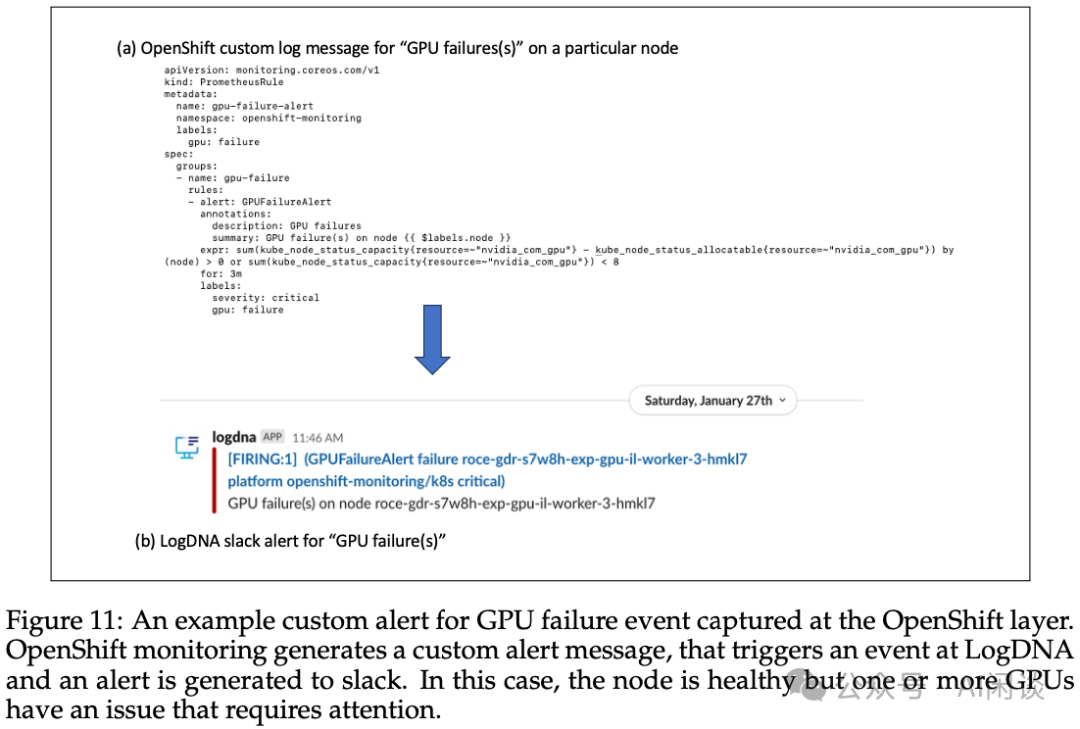 (a) OpenShift custom log message for “GPU failures(s)” on a particular node
apiVersion: monitoring.coreos.com/v1
kind: PrometheusRule
metadata:
  name: gpu-failure-alert
  namespace: openshift-monitoring
  labels:
    gpu: failure
spec:
  groups:
  - name: gpu-failure
    rules:
    - alert: GPUFailureAlert
      annotations:
        description: GPU failures
        summary: GPU failure(s) on node {{ $labels.node }}
      expr: sum(kube_node_status_capacity{resource=~"nvidia_com_gpu"} - kube_node_status_allocatable{resource=~"nvidia_com_gpu"}) by
(node) > 0 or sum(kube_node_status_capacity{resource=~"nvidia_com_gpu"}) < 8
      for: 3m
      labels:
        severity: critical
        gpu: failure
Saturday, January 27th
logdna APP 11:46 AM
[FIRING:1] (GPUFailureAlert failure roce-gdr-s7w8h-exp-gpu-il-worker-3-hmkl7
platform openshift-monitoring/k8s critical)
GPU failure(s) on node roce-gdr-s7w8h-exp-gpu-il-worker-3-hmkl7
(b) LogDNA slack alert for “GPU failure(s)”
Figure 11: An example custom alert for GPU failure event captured at the OpenShift layer.
OpenShift monitoring generates a custom alert message, that triggers an event at LogDNA
and an alert is generated to slack. In this case, the node is healthy but one or more GPUs
have an issue that requires attention.
公众号 AI闲谈